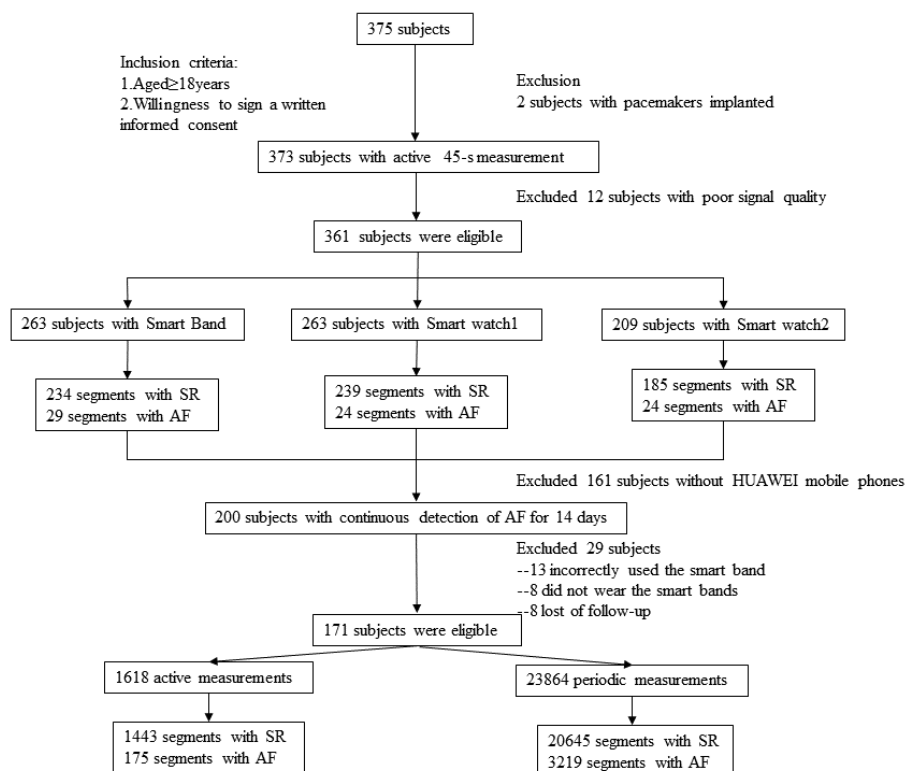 375 subjects
Inclusion criteria:
1.Aged≥18years
2.Willingness to sign a written
informed consent
Exclusion
2 subjects with pacemakers implanted
373 subjects with active 45-s measurement
Excluded 12 subjects with poor signal quality
361 subjects were eligible
263 subjects with Smart Band
263 subjects with Smart watch1
209 subjects with Smart watch2
234 segments with SR
29 segments with AF
239 segments with SR
24 segments with AF
185 segments with SR
24 segments with AF
Excluded 161 subjects without HUAWEI mobile phones
200 subjects with continuous detection of AF for 14 days
Excluded 29 subjects
--13 incorrectly used the smart band
--8 did not wear the smart bands
--8 lost of follow-up
171 subjects were eligible
1618 active measurements
23864 periodic measurements
1443 segments with SR
175 segments with AF
20645 segments with SR
3219 segments with AF